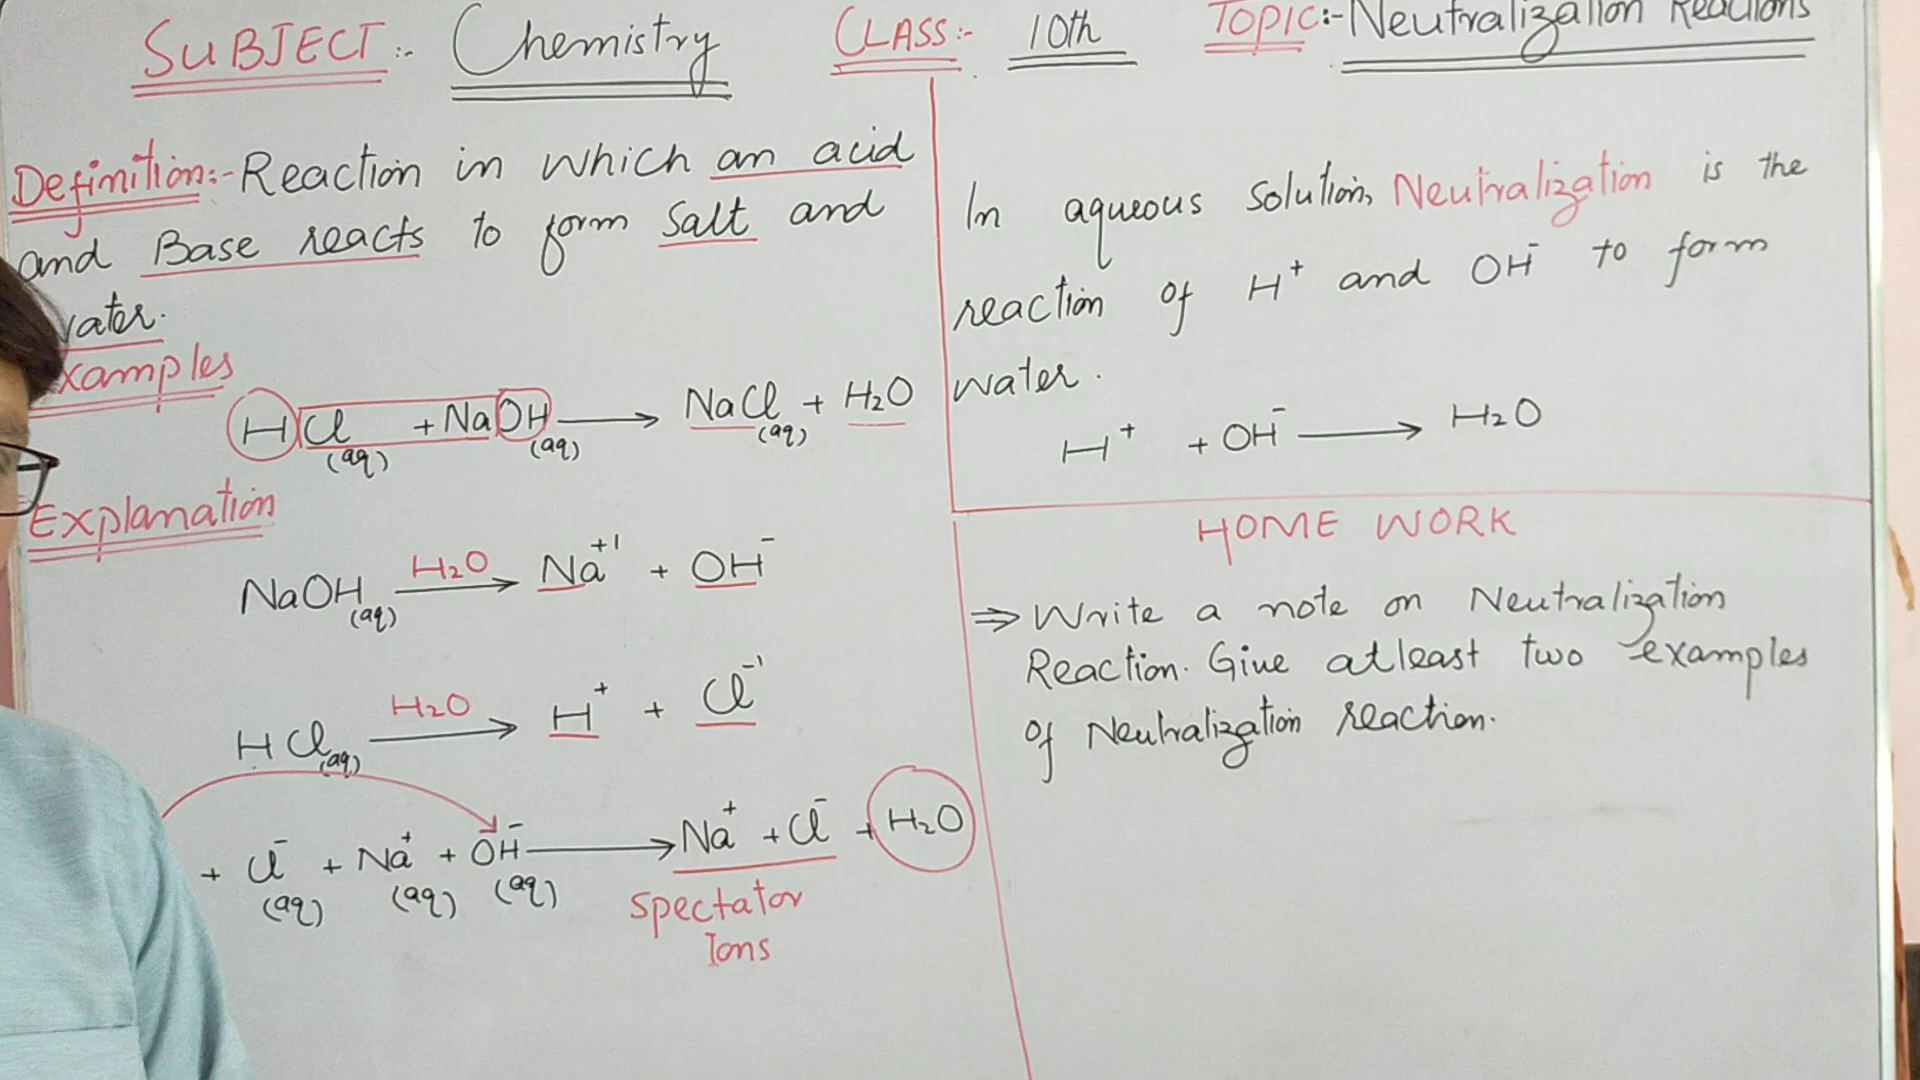 SUBJECT:- Chemistry CLASS:- 10th TOPIC:- Neutralization Reactions
Definition:- Reaction in which an acid
and Base reacts to form Salt and
water.
Examples
HCl(aq) + NaOH(aq) ⟶ NaCl(aq) + H₂O
Explanation
NaOH(aq) —H₂O→ Na⁺¹ + OH⁻
HCl(aq) —H₂O→ H⁺ + Cl⁻¹
+ Cl⁻(aq) + Na⁺(aq) + OH⁻(aq) ⟶ Na⁺ + Cl⁻ + H₂O
Spectator
Ions
In aqueous solution, Neutralization is the
reaction of H⁺ and OH⁻ to form
water.
H⁺ + OH⁻ ⟶ H₂O
HOME WORK
⇒ Write a note on Neutralization
Reaction. Give atleast two examples
of Neutralization reaction.